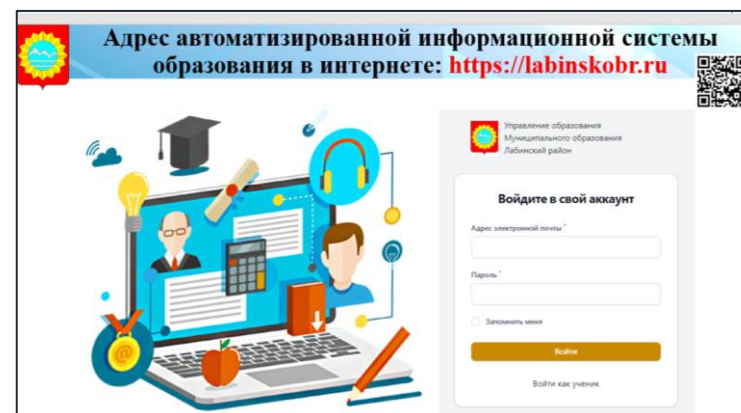 Адрес автоматизированной информационной системы
образования в интернете: https://labinskobr.ru
Управление образования
Муниципального образования
Лабинский район
Войдите в свой аккаунт
Адрес электронной почты *
Пароль *
Запомнить меня
Войти
Войти как ученик
@